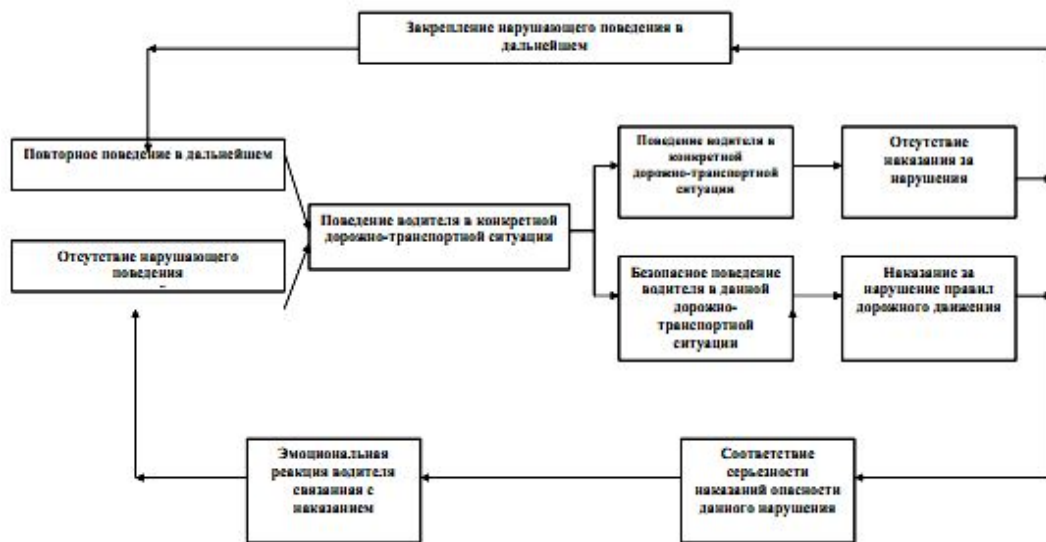 Закрепление нарушающего поведения в
дальнейшем
Повторное поведение в дальнейшем
Отсутствие нарушающего
поведения
Поведение водителя в конкретной
дорожно-транспортной ситуации
Поведение водителя в
конкретной
дорожно-транспортной
ситуации
Отсутствие
наказания за
нарушения
Безопасное поведение
водителя в данной
дорожно-
транспортной
ситуации
Наказание за
нарушение правил
дорожного движения
Эмоциональная
реакция водителя
связанная с
наказанием
Соответствие
серьезности
наказаний опасности
данного нарушения